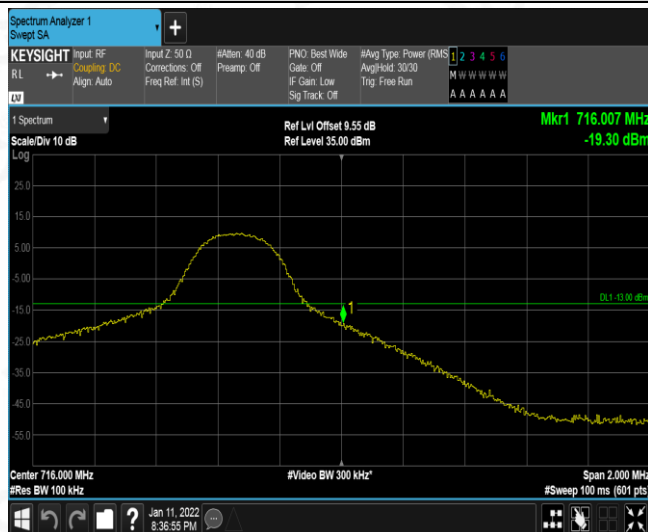 Spectrum Analyzer 1
Swept SA
+
KEYSIGHT
RL
Input: RF
Coupling: DC
Align: Auto
Input Z: 50 Ω
Corrections: Off
Freq Ref: Int (S)
#Atten: 40 dB
Preamp: Off
PNO: Best Wide
Gate: Off
IF Gain: Low
Sig Track: Off
#Avg Type: Power (RMS
Avg|Hold: 30/30
Trig: Free Run
1 2 3 4 5 6
M W W W W W
A A A A A A
LXI
1 Spectrum
Scale/Div 10 dB
Ref Lvl Offset 9.55 dB
Ref Level 35.00 dBm
Mkr1 716.007 MHz
-19.30 dBm
Log
25.0
15.0
5.00
-5.00
DL1 -13.00 dBm
1
-15.0
-25.0
-35.0
-45.0
-55.0
Center 716.000 MHz
#Video BW 300 kHz*
Span 2.000 MHz
#Res BW 100 kHz
#Sweep 100 ms (601 pts)
?
Jan 11, 2022
8:36:55 PM